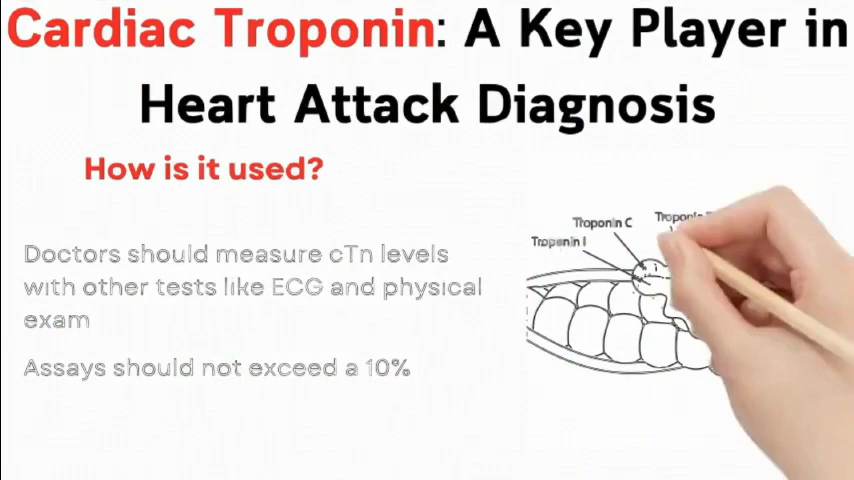 Cardiac Troponin: A Key Player in
Heart Attack Diagnosis
How is it used?
Doctors should measure cTn levels
with other tests like ECG and physical
exam
Assays should not exceed a 10%
Troponin C
Troponin I